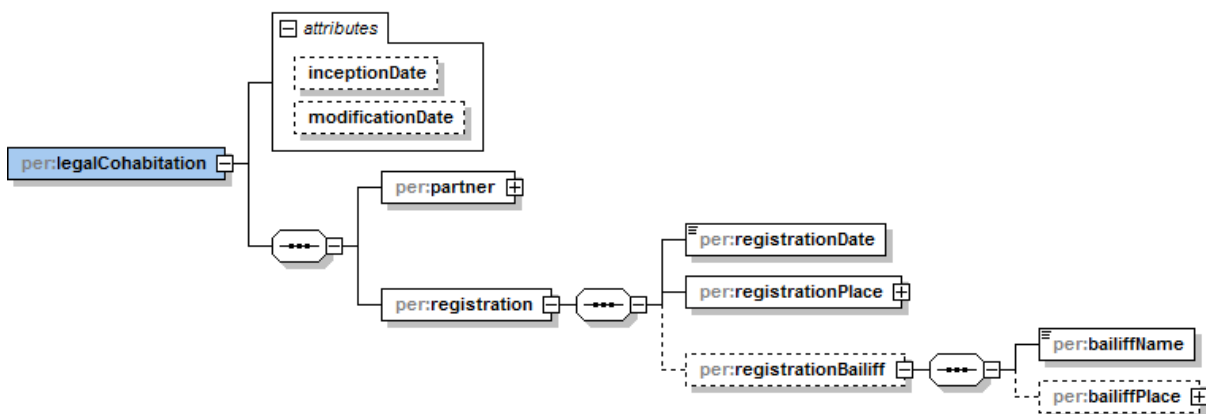 attributes
inceptionDate
modificationDate
per:legalCohabitation
per:partner
per:registration
per:registrationDate
per:registrationPlace
per:registrationBailiff
per:bailiffName
per:bailiffPlace